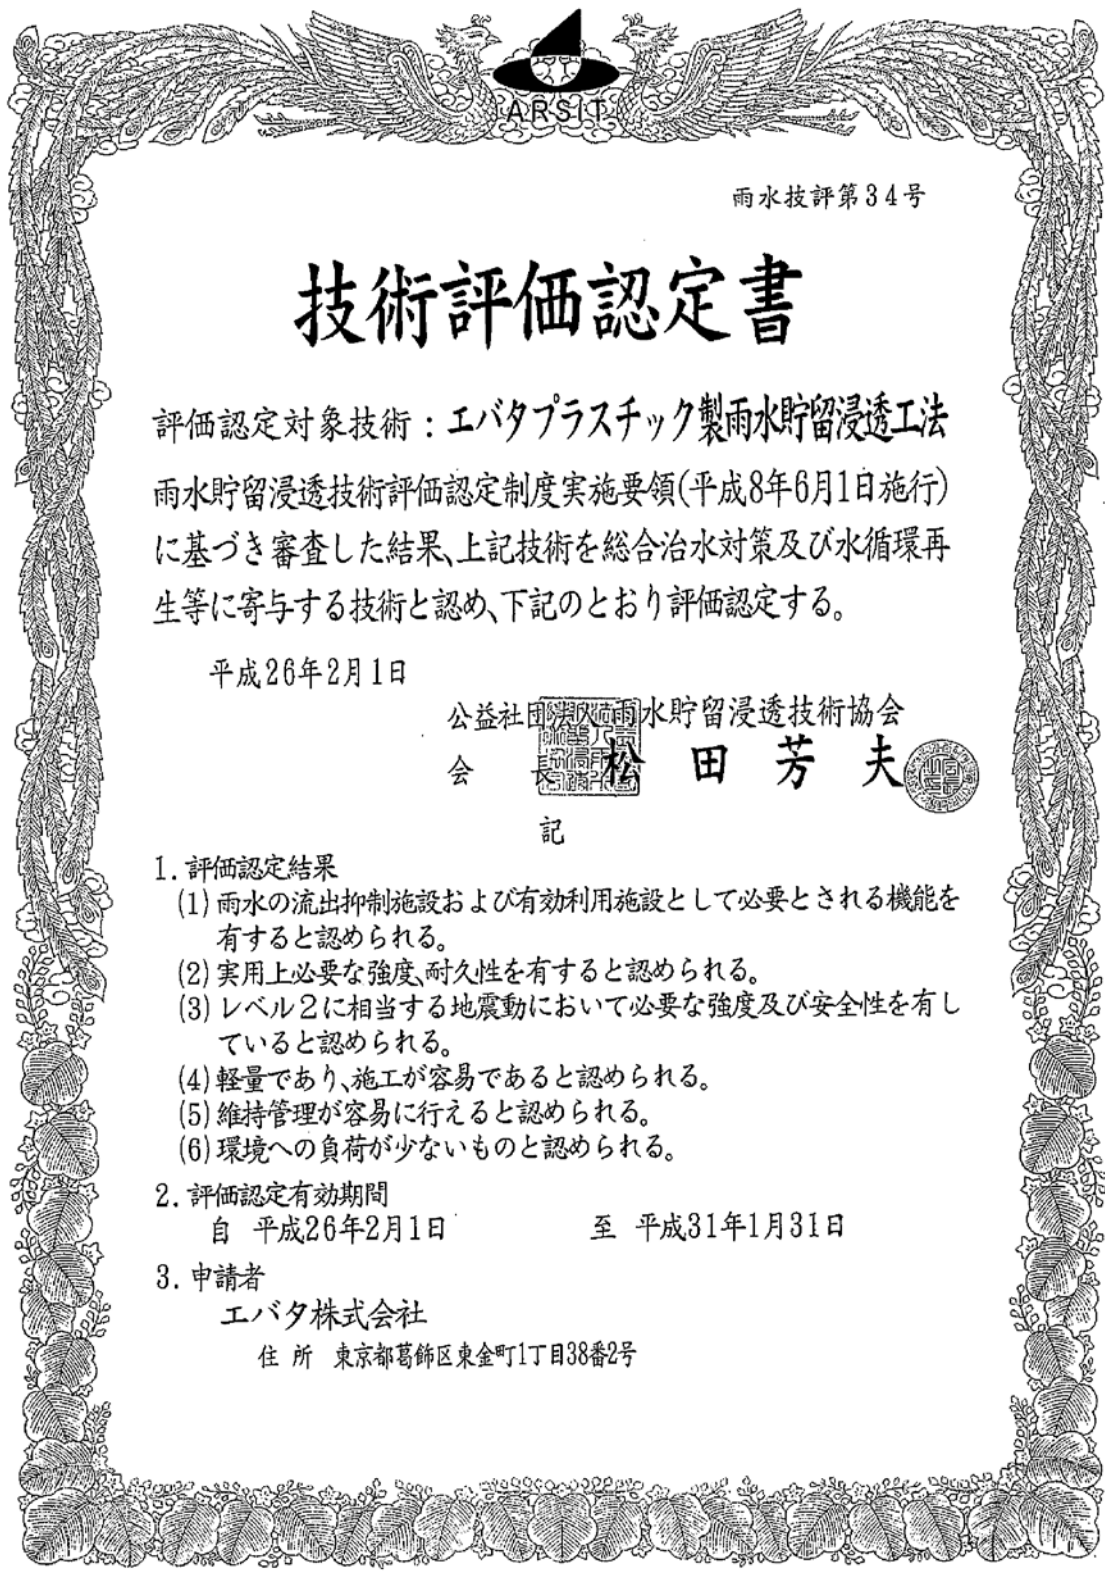 ARSIT
雨水技評第34号
技術評価認定書
評価認定対象技術：エバタプラスチック製雨水貯留浸透工法
雨水貯留浸透技術評価認定制度実施要領(平成8年6月1日施行)
に基づき審査した結果、上記技術を総合治水対策及び水循環再
生等に寄与する技術と認め、下記のとおり評価認定する。
平成26年2月1日
公益社団法人雨水貯留浸透技術協会
会長 松田芳夫
記
1. 評価認定結果
(1) 雨水の流出抑制施設および有効利用施設として必要とされる機能を
有すると認められる。
(2) 実用上必要な強度、耐久性を有すると認められる。
(3) レベル2に相当する地震動において必要な強度及び安全性を有し
ていると認められる。
(4) 軽量であり、施工が容易であると認められる。
(5) 維持管理が容易に行えると認められる。
(6) 環境への負荷が少ないものと認められる。
2. 評価認定有効期間
自 平成26年2月1日 至 平成31年1月31日
3. 申請者
エバタ株式会社
住所 東京都葛飾区東金町1丁目38番2号